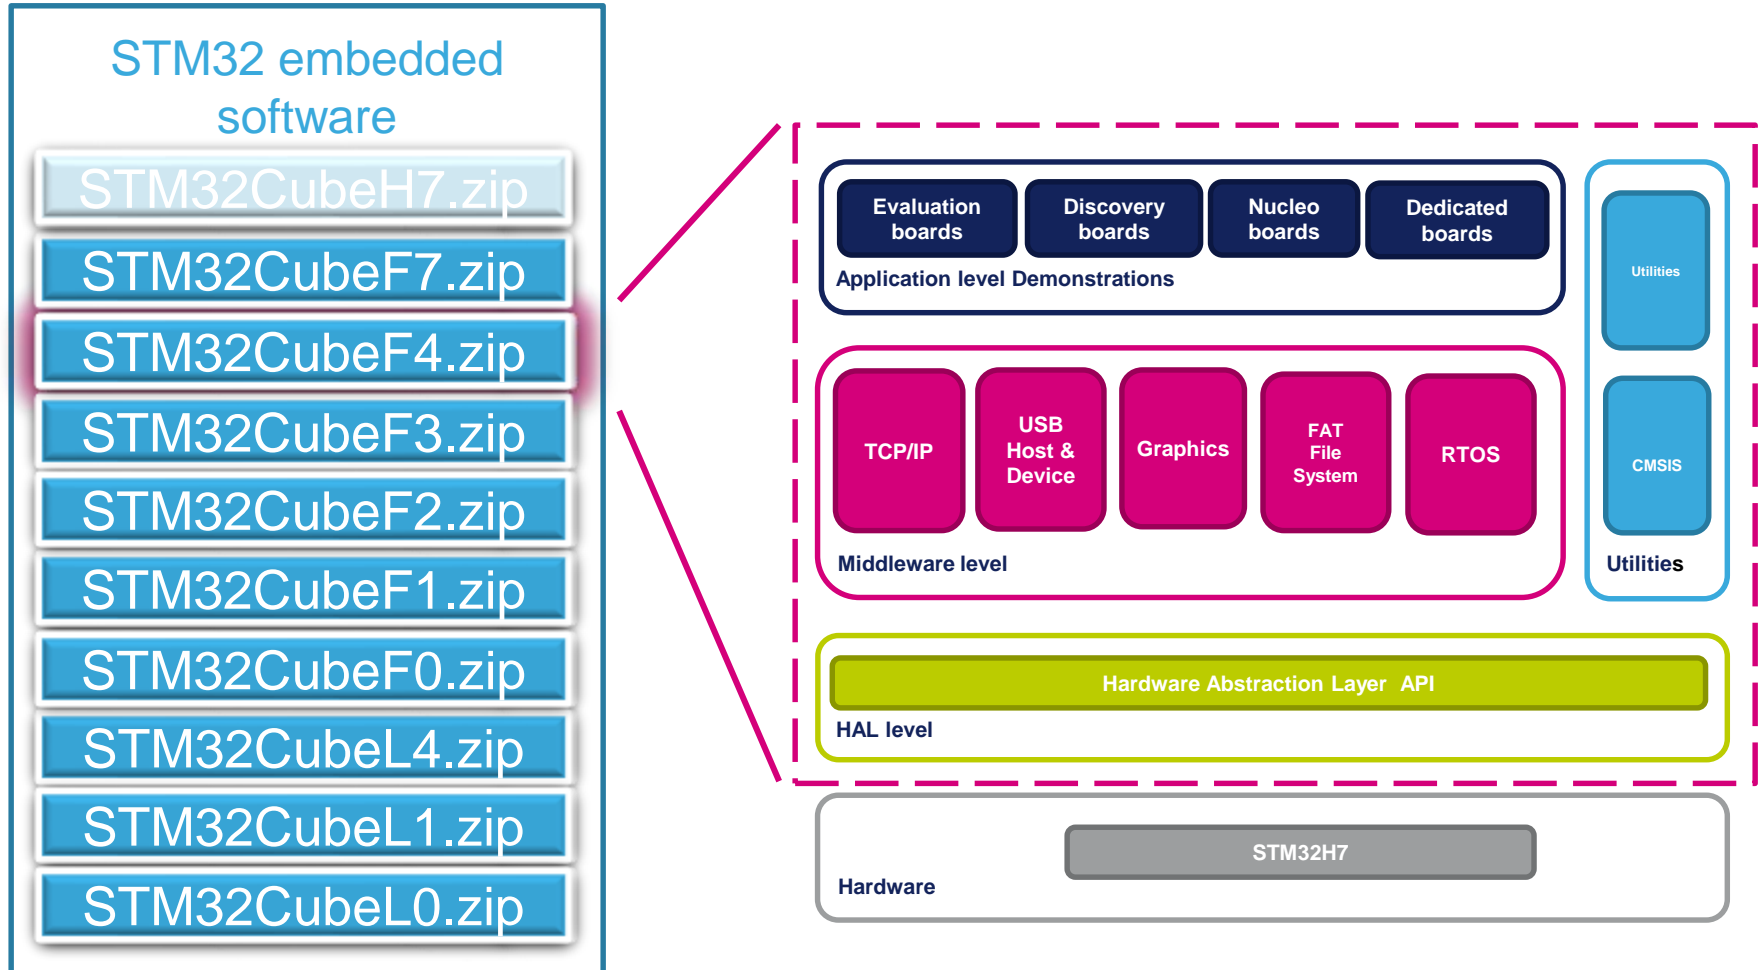 STM32 embedded
software
STM32CubeH7.zip
STM32CubeF7.zip
STM32CubeF4.zip
STM32CubeF3.zip
STM32CubeF2.zip
STM32CubeF1.zip
STM32CubeF0.zip
STM32CubeL4.zip
STM32CubeL1.zip
STM32CubeL0.zip
Evaluation
boards
Discovery
boards
Nucleo
boards
Dedicated
boards
Application level Demonstrations
TCP/IP
USB
Host &
Device
Graphics
FAT
File
System
RTOS
Middleware level
Utilities
CMSIS
Utilities
Hardware Abstraction Layer API
HAL level
STM32H7
Hardware